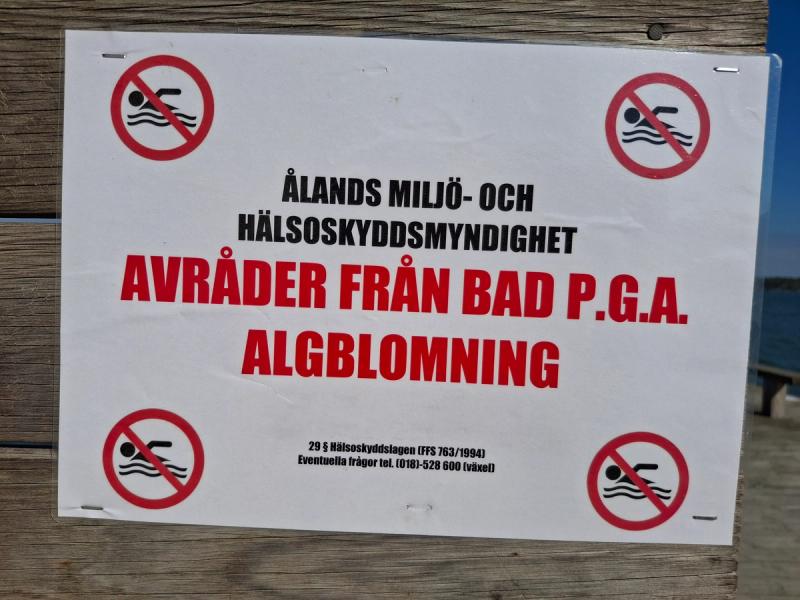 ÅLANDS MILJÖ- OCH
HÄLSOSKYDDSMYNDIGHET
AVRÅDER FRÅN BAD P.G.A.
ALGBLOMNING
29 § Hälsoskyddslagen (FFS 763/1994)
Eventuella frågor tel. (018)-528 600 (växel)